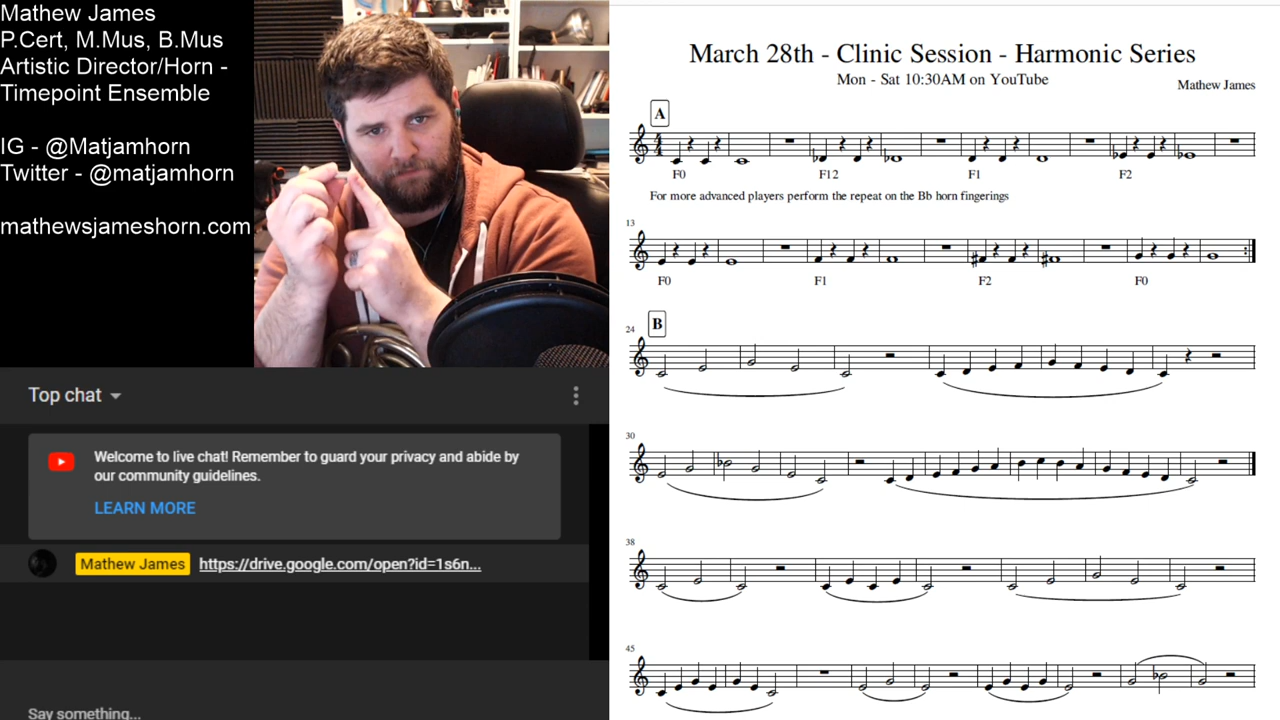 Mathew James
P.Cert, M.Mus, B.Mus
Artistic Director/Horn -
Timepoint Ensemble
IG - @Matjamhorn
Twitter - @matjamhorn
mathewsjameshorn.com
Top chat
Welcome to live chat! Remember to guard your privacy and abide by
our community guidelines.
LEARN MORE
Mathew James https://drive.google.com/open?id=1s6n...
Say something...
March 28th - Clinic Session - Harmonic Series
Mon - Sat 10:30AM on YouTube
Mathew James
A
4
4
F0 F12 F1 F2
For more advanced players perform the repeat on the Bb horn fingerings
13
F0 F1 F2 F0
B
24
30
38
45